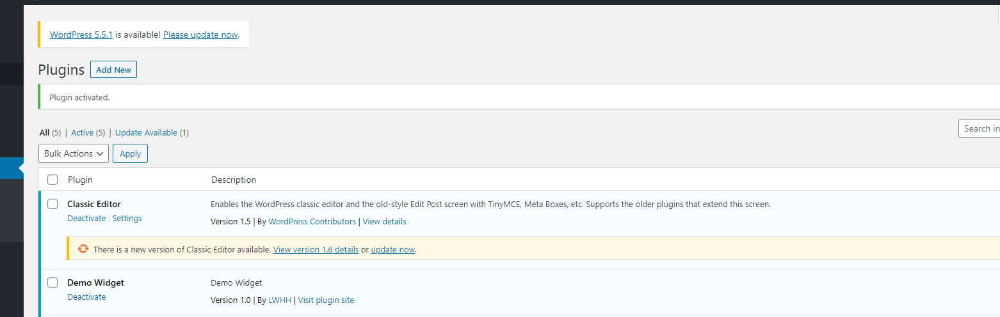 WordPress 5.5.1 is available! Please update now.
Plugins Add New
Plugin activated.
All (5) | Active (5) | Update Available (1)
Search in
Bulk Actions Apply
Plugin Description
Classic Editor Enables the WordPress classic editor and the old-style Edit Post screen with TinyMCE, Meta Boxes, etc. Supports the older plugins that extend this screen.
Deactivate | Settings Version 1.5 | By WordPress Contributors | View details
There is a new version of Classic Editor available. View version 1.6 details or update now.
Demo Widget Demo Widget
Deactivate Version 1.0 | By LWHH | Visit plugin site